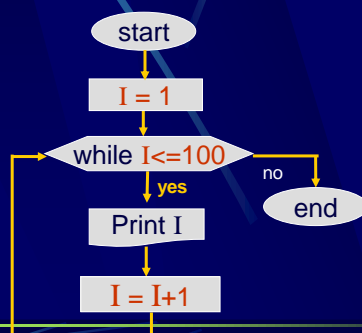 start
I = 1
while I<=100
no
yes
end
Print I
I = I+1